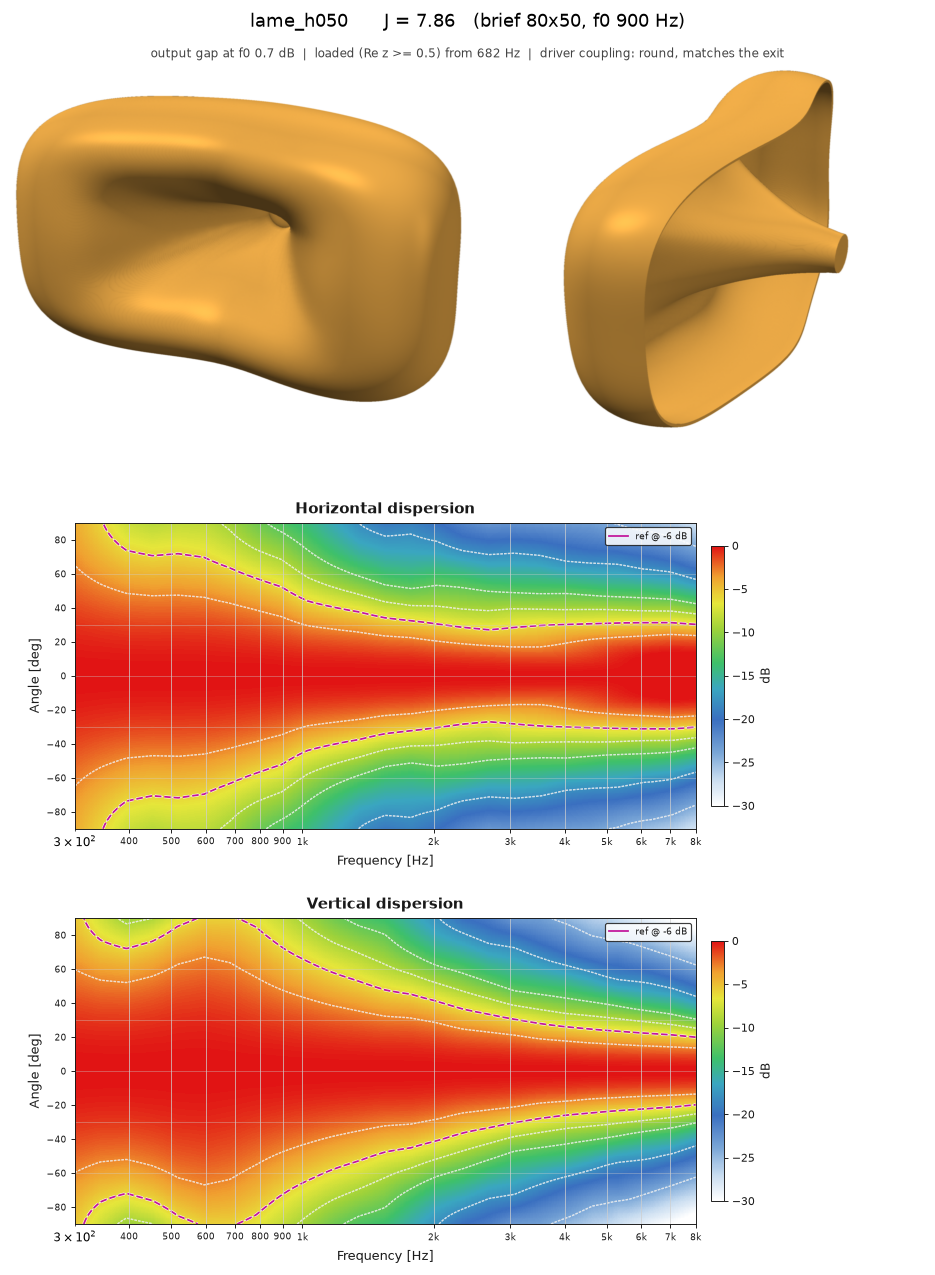 lame_h050 J = 7.86 (brief 80x50, f0 900 Hz)
output gap at f0 0.7 dB | loaded (Re z >= 0.5) from 682 Hz | driver coupling: round, matches the exit
Horizontal dispersion
ref @ -6 dB
80
60
40
20
0
−20
−40
−60
−80
Angle [deg]
3 × 10²
400
500
600
700
800
900
1k
2k
3k
4k
5k
6k
7k
8k
Frequency [Hz]
0
−5
−10
−15
−20
−25
−30
dB
Vertical dispersion
ref @ -6 dB
80
60
40
20
0
−20
−40
−60
−80
Angle [deg]
3 × 10²
400
500
600
700
800
900
1k
2k
3k
4k
5k
6k
7k
8k
Frequency [Hz]
0
−5
−10
−15
−20
−25
−30
dB